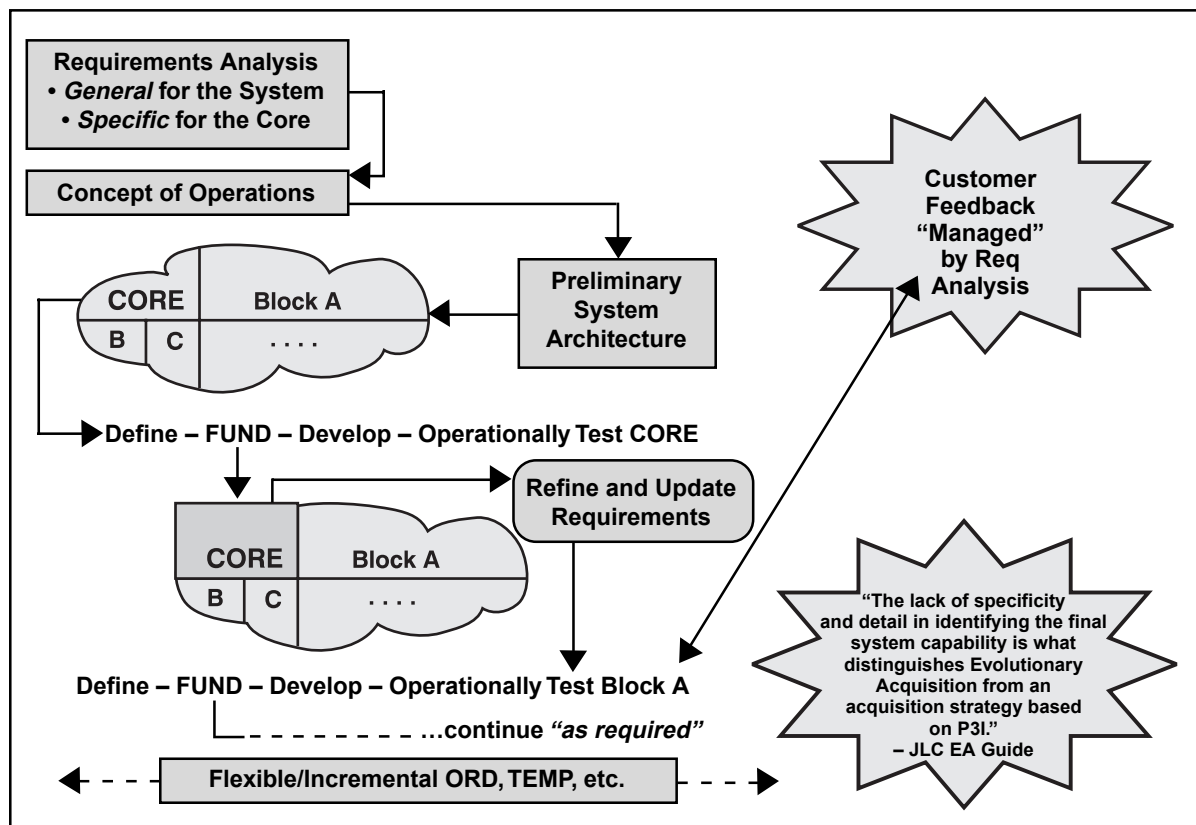 Requirements Analysis
• General for the System
• Specific for the Core
Concept of Operations
Preliminary
System
Architecture
CORE
Block A
B
C
. . . .
Customer
Feedback
“Managed”
by Req
Analysis
Define – FUND – Develop – Operationally Test CORE
Refine and Update
Requirements
CORE
Block A
B
C
. . . .
Define – FUND – Develop – Operationally Test Block A
...continue “as required”
Flexible/Incremental ORD, TEMP, etc.
“The lack of specificity
and detail in identifying the final
system capability is what
distinguishes Evolutionary
Acquisition from an
acquisition strategy based
on P3I.”
– JLC EA Guide